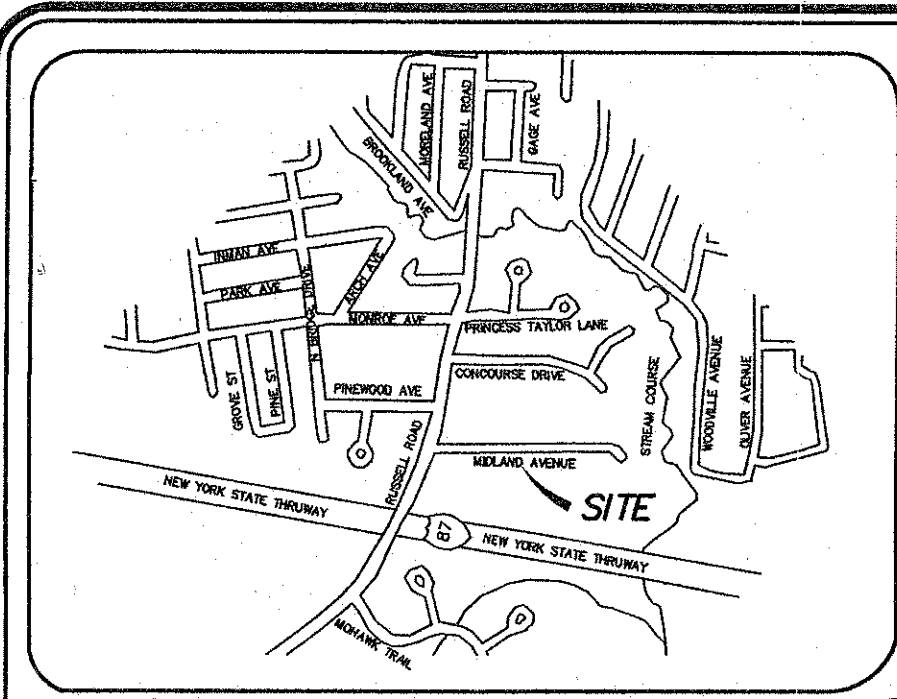 MORELAND AVE
RUSSELL ROAD
GAGE AVE
BROOKLAND AVE
INMAN AVE
PARK AVE
N BRIDGE DRIVE
ARCH AVE
MONROE AVE
PRINCESS TAYLOR LANE
CONCOURSE DRIVE
GROVE ST
PINE ST
PINEWOOD AVE
STREAM COURSE
WOODVILLE AVENUE
OLIVER AVENUE
RUSSELL ROAD
MIDLAND AVENUE
SITE
NEW YORK STATE THRUWAY
87
NEW YORK STATE THRUWAY
MOHAWK TRAIL